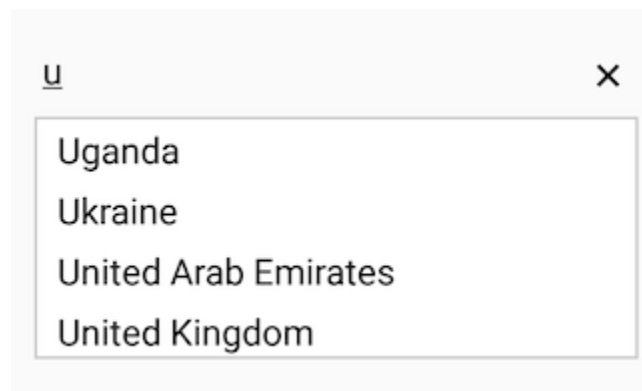 u
Uganda
Ukraine
United Arab Emirates
United Kingdom